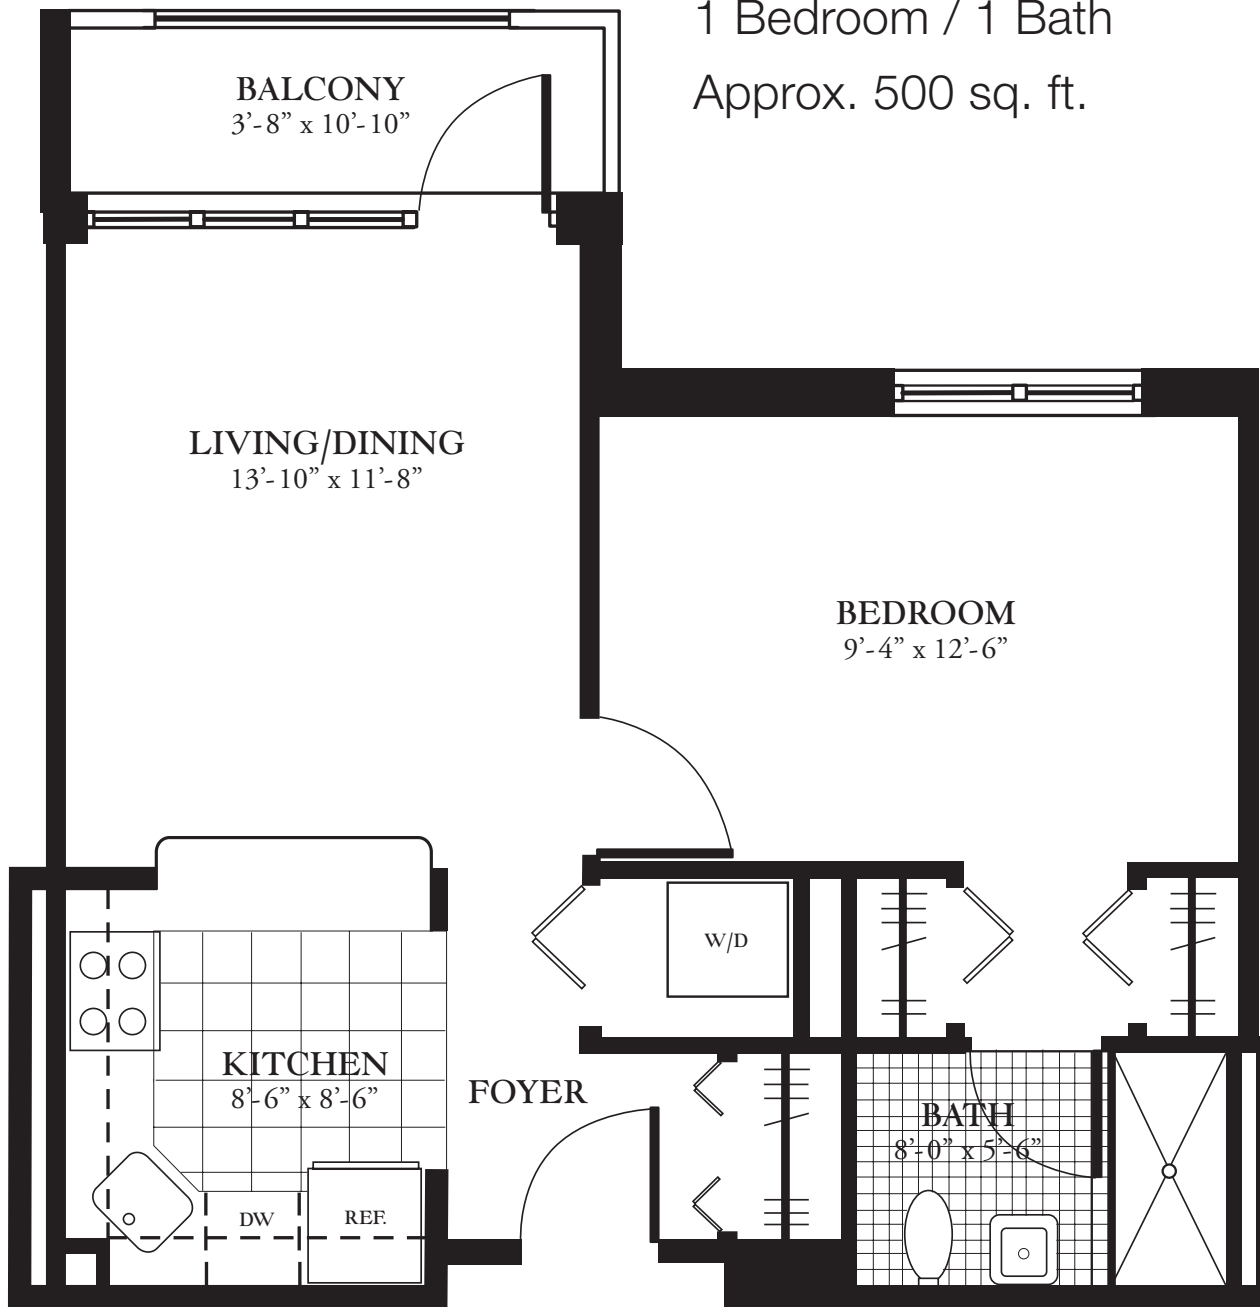 1 Bedroom / 1 Bath
Approx. 500 sq. ft.
BALCONY
3’-8” x 10’-10”
LIVING/DINING
13’-10” x 11’-8”
BEDROOM
9’-4” x 12’-6”
W/D
KITCHEN
8’-6” x 8’-6”
FOYER
BATH
8’-0” x 5’-6”
DW
REF.